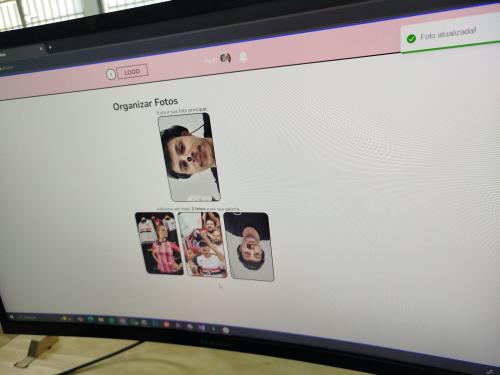 Foto atualizada!
LOGO
Organizar Fotos
Esta é sua foto principal:
Adicione até mais 3 fotos para sua galeria.